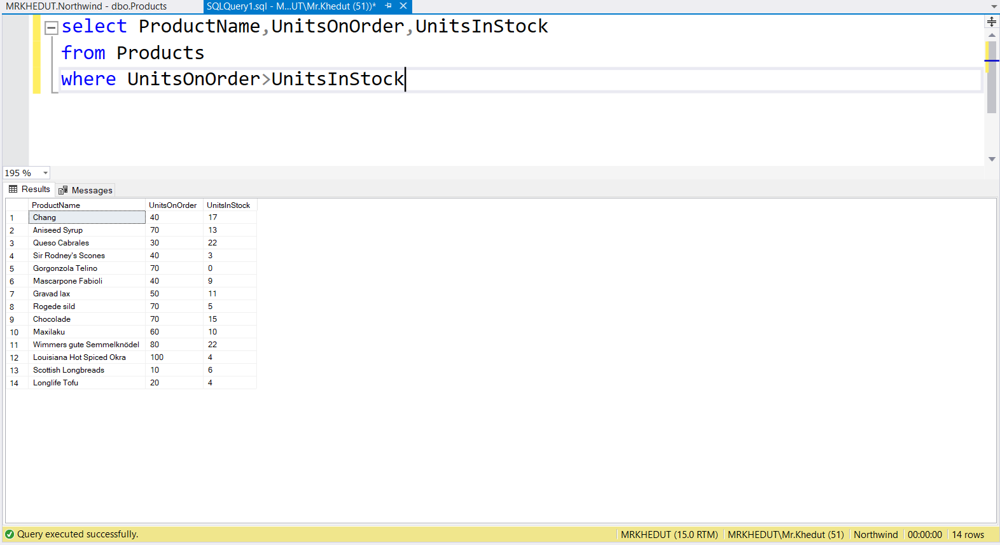 MRKHEDUT.Northwind - dbo.Products SQLQuery1.sql - M...UT\Mr.Khedut (51))*
select ProductName,UnitsOnOrder,UnitsInStock
from Products
where UnitsOnOrder>UnitsInStock
195 %
Results Messages
ProductName UnitsOnOrder UnitsInStock
1 Chang 40 17
2 Aniseed Syrup 70 13
3 Queso Cabrales 30 22
4 Sir Rodney's Scones 40 3
5 Gorgonzola Telino 70 0
6 Mascarpone Fabioli 40 9
7 Gravad lax 50 11
8 Rogede sild 70 5
9 Chocolade 70 15
10 Maxilaku 60 10
11 Wimmers gute Semmelknödel 80 22
12 Louisiana Hot Spiced Okra 100 4
13 Scottish Longbreads 10 6
14 Longlife Tofu 20 4
Query executed successfully. MRKHEDUT (15.0 RTM) MRKHEDUT\Mr.Khedut (51) Northwind 00:00:00 14 rows